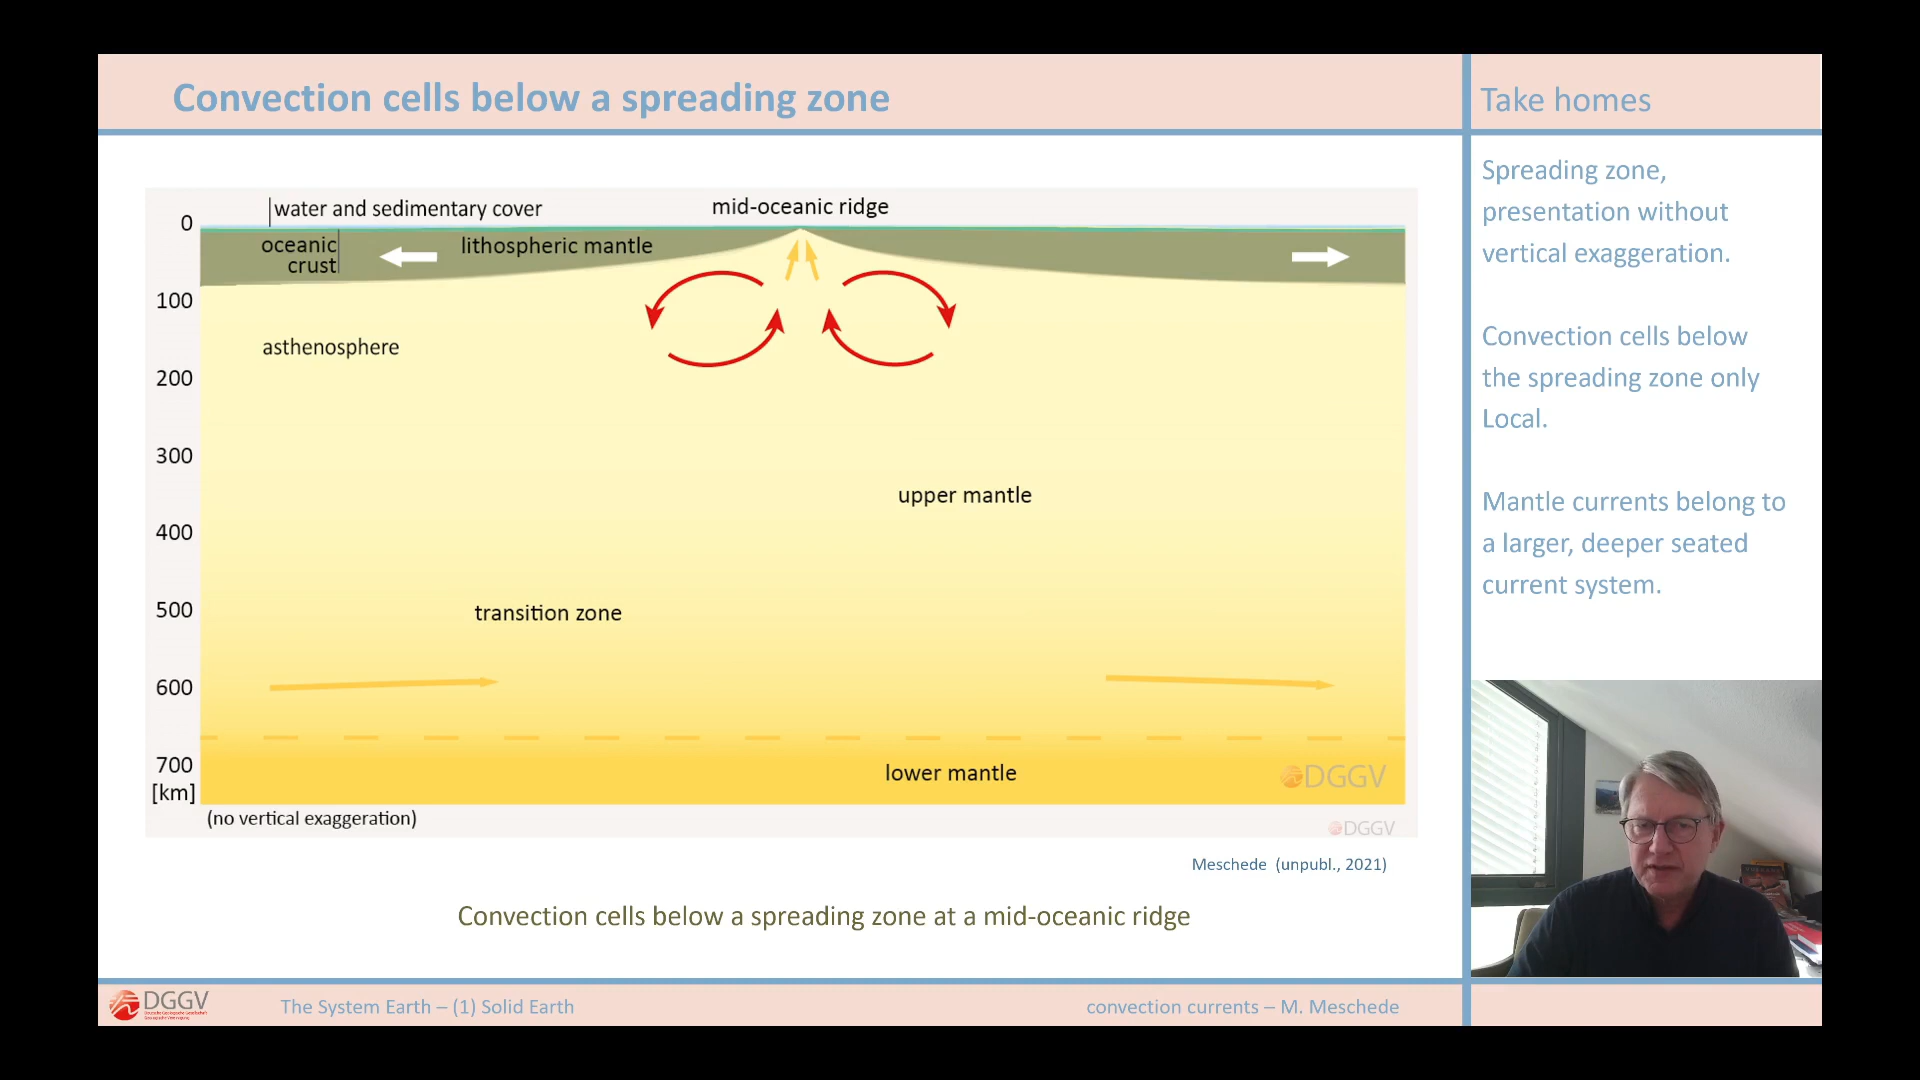 Convection cells below a spreading zone
Take homes
Spreading zone,
presentation without
vertical exaggeration.
Convection cells below
the spreading zone only
Local.
Mantle currents belong to
a larger, deeper seated
current system.
water and sedimentary cover
mid-oceanic ridge
0
oceanic
crust
lithospheric mantle
100
asthenosphere
200
300
upper mantle
400
500
transition zone
600
700
[km]
lower mantle
DGGV
(no vertical exaggeration)
DGGV
Meschede (unpubl., 2021)
Convection cells below a spreading zone at a mid-oceanic ridge
DGGV
The System Earth – (1) Solid Earth
convection currents – M. Meschede